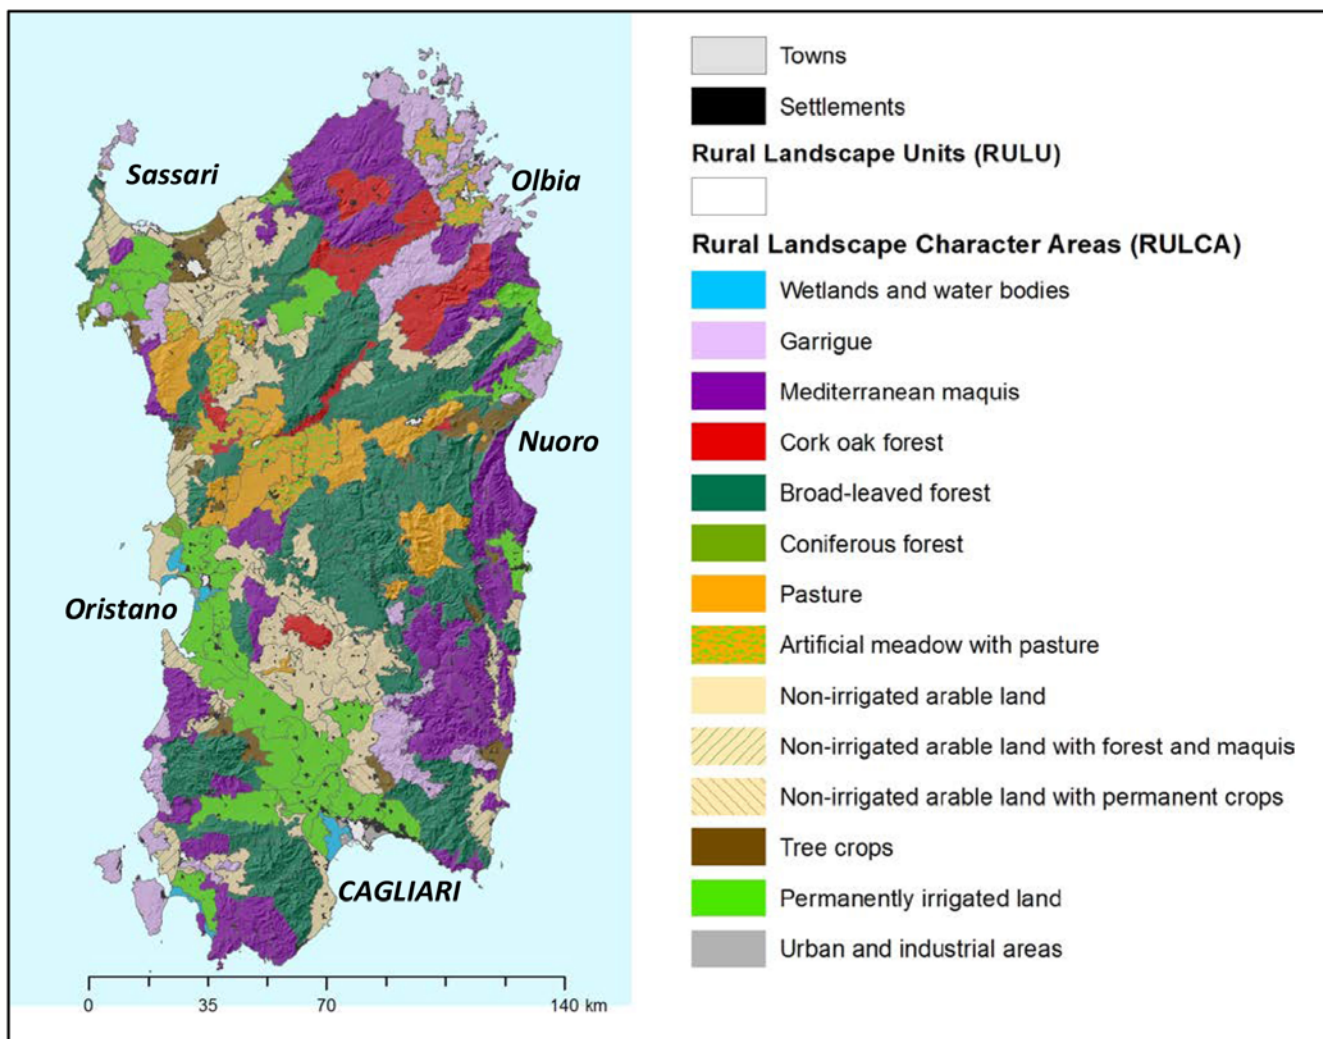 Sassari
Olbia
Nuoro
Oristano
CAGLIARI
0 35 70 140 km
Towns
Settlements
Rural Landscape Units (RULU)
Rural Landscape Character Areas (RULCA)
Wetlands and water bodies
Garrigue
Mediterranean maquis
Cork oak forest
Broad-leaved forest
Coniferous forest
Pasture
Artificial meadow with pasture
Non-irrigated arable land
Non-irrigated arable land with forest and maquis
Non-irrigated arable land with permanent crops
Tree crops
Permanently irrigated land
Urban and industrial areas